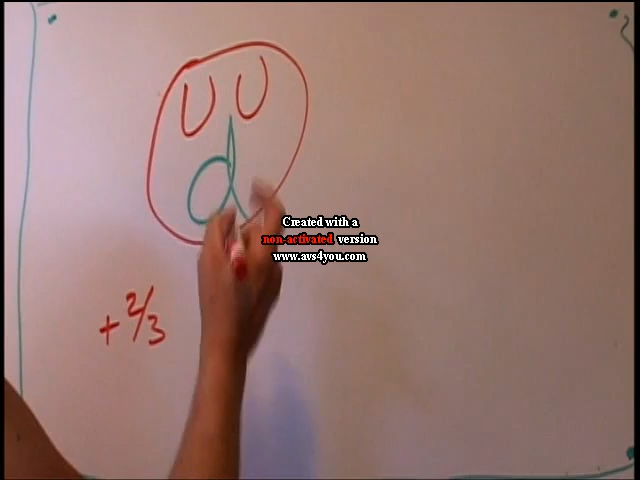 U U
d
+ 2/3
Created with a
non-activated version
www.avs4you.com